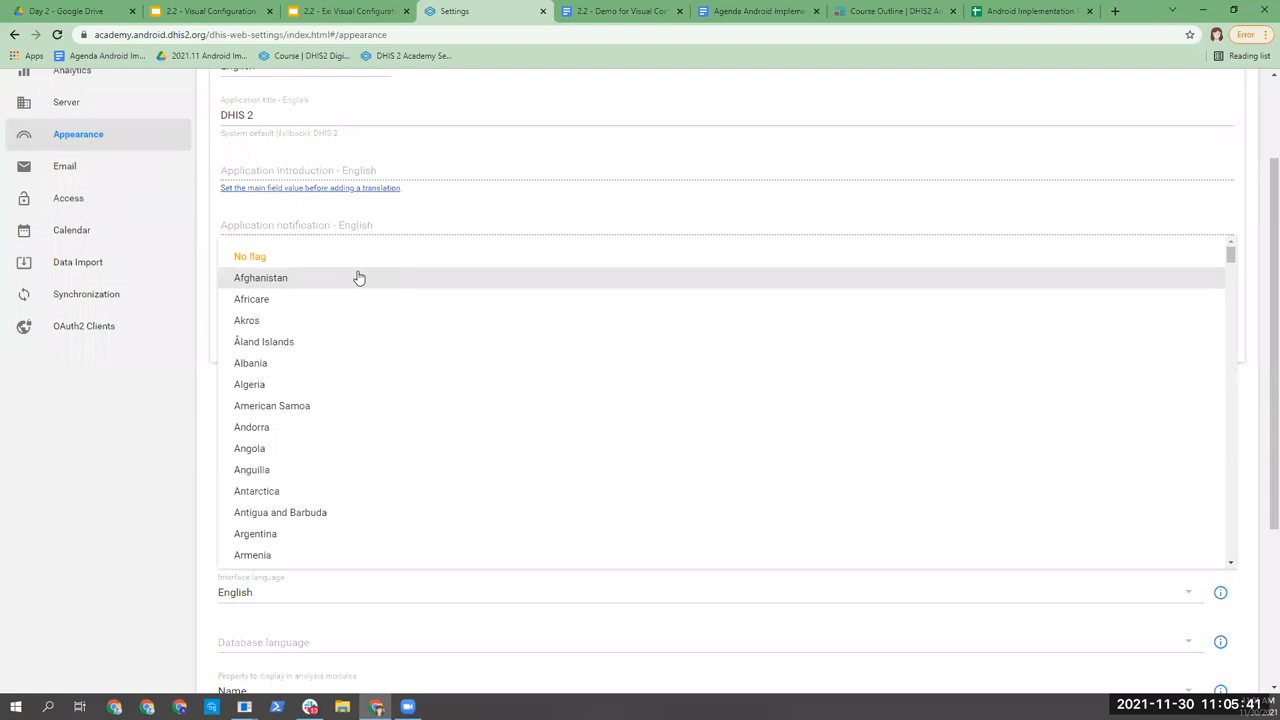 Day 2 - Google Drive
2.2 - Visual Configuration
2.2 - Ex Visual Configurat
Settings
2.2 - Demo for Visual Con
Agenda Android Impleme
Course Outline | DHIS2 An
Android Implementation E
academy.android.dhis2.org/dhis-web-settings/index.html#/appearance
Error
Apps
Agenda Android Im...
2021.11 Android Im...
Course | DHIS2 Digi...
DHIS 2 Academy Se...
Reading list
Analytics
Server
Appearance
Email
Access
Calendar
Data Import
Synchronization
OAuth2 Clients
English
Application title - English
DHIS 2
System default (fallback): DHIS 2
Application introduction - English
Set the main field value before adding a translation
Application notification - English
No flag
Afghanistan
Africare
Akros
Åland Islands
Albania
Algeria
American Samoa
Andorra
Angola
Anguilla
Antarctica
Antigua and Barbuda
Argentina
Armenia
Interface language
English
Database language
Property to display in analysis modules
Name
2021-11-30 11:05:41